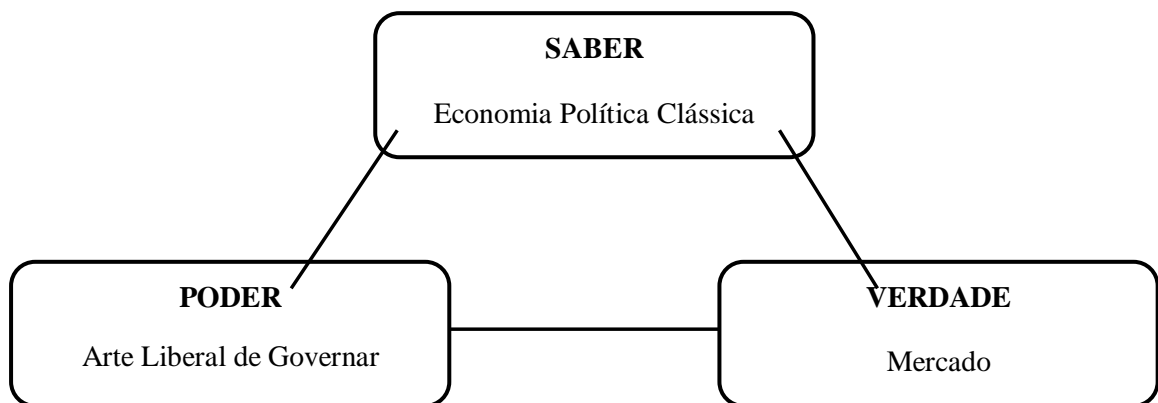 SABER
Economia Política Clássica
PODER
Arte Liberal de Governar
VERDADE
Mercado